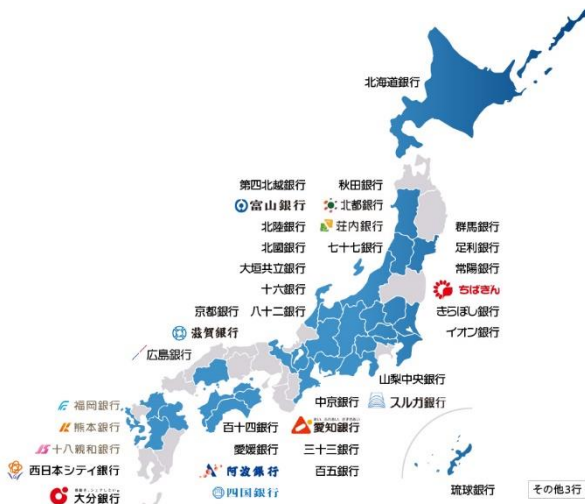 北海道銀行
第四北越銀行
秋田銀行
富山銀行
北都銀行
北陸銀行
荘内銀行
群馬銀行
北國銀行
七十七銀行
足利銀行
大垣共立銀行
常陽銀行
十六銀行
ちばぎん
京都銀行
八十二銀行
きらぼし銀行
滋賀銀行
イオン銀行
広島銀行
山梨中央銀行
福岡銀行
中京銀行
スルガ銀行
熊本銀行
百十四銀行
愛知銀行
十八親和銀行
愛媛銀行
三十三銀行
西日本シティ銀行
阿波銀行
百五銀行
大分銀行
四国銀行
琉球銀行
その他3行